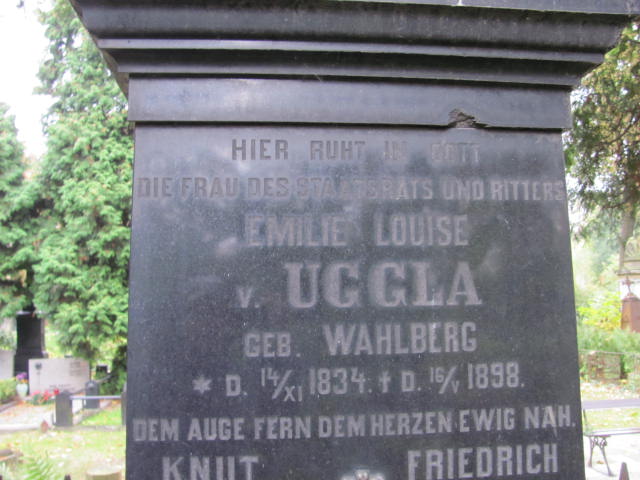 HIER RUHT IN GOTT
DIE FRAU DES STAATSRATS UND RITTERS
EMILIE LOUISE
v. UGGLA
GEB. WAHLBERG
* D. 14/XI 1834. † D. 16/V 1898.
DEM AUGE FERN DEM HERZEN EWIG NAH.
KNUT FRIEDRICH